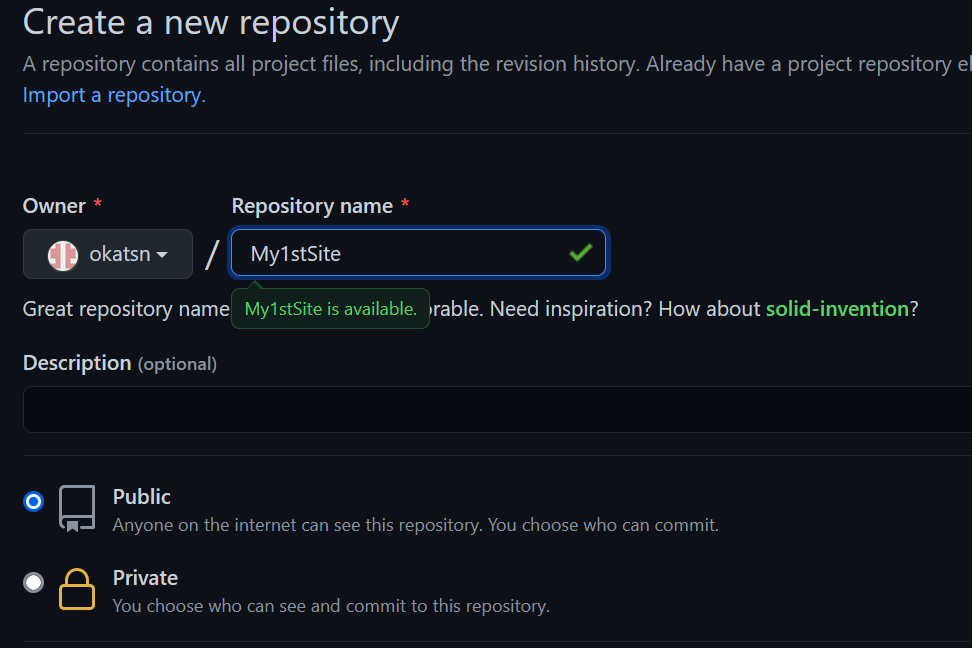 Create a new repository
A repository contains all project files, including the revision history. Already have a project repository
Import a repository.
Owner *
Repository name *
okatsn
/
My1stSite
Great repository name
My1stSite is available.
rable. Need inspiration? How about solid-invention?
Description (optional)
Public
Anyone on the internet can see this repository. You choose who can commit.
Private
You choose who can see and commit to this repository.